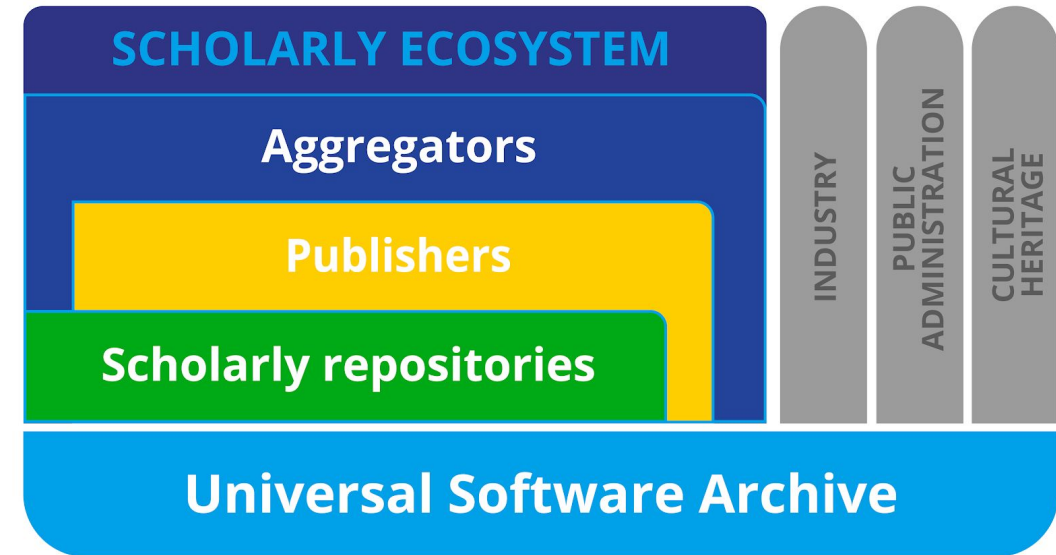 SCHOLARLY ECOSYSTEM
Aggregators
Publishers
Scholarly repositories
INDUSTRY
PUBLIC
ADMINISTRATION
CULTURAL
HERITAGE
Universal Software Archive